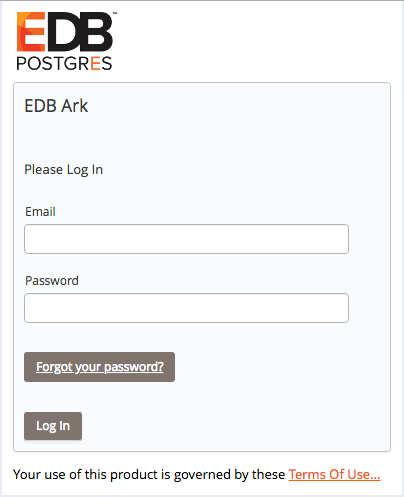 EDB™
POSTGRES
EDB Ark
Please Log In
Email
Password
Forgot your password?
Log In
Your use of this product is governed by these Terms Of Use...